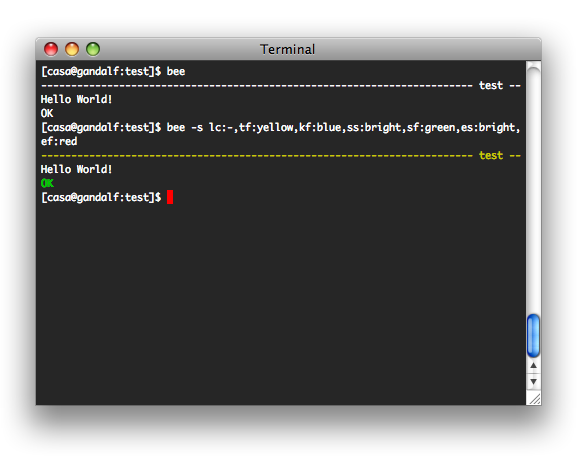 Terminal
[casa@gandalf:test]$ bee
------------------------------------------------------------------------ test --
Hello World!
OK
[casa@gandalf:test]$ bee -s lc:-,tf:yellow,kf:blue,ss:bright,sf:green,es:bright,
ef:red
------------------------------------------------------------------------ test --
Hello World!
OK
[casa@gandalf:test]$